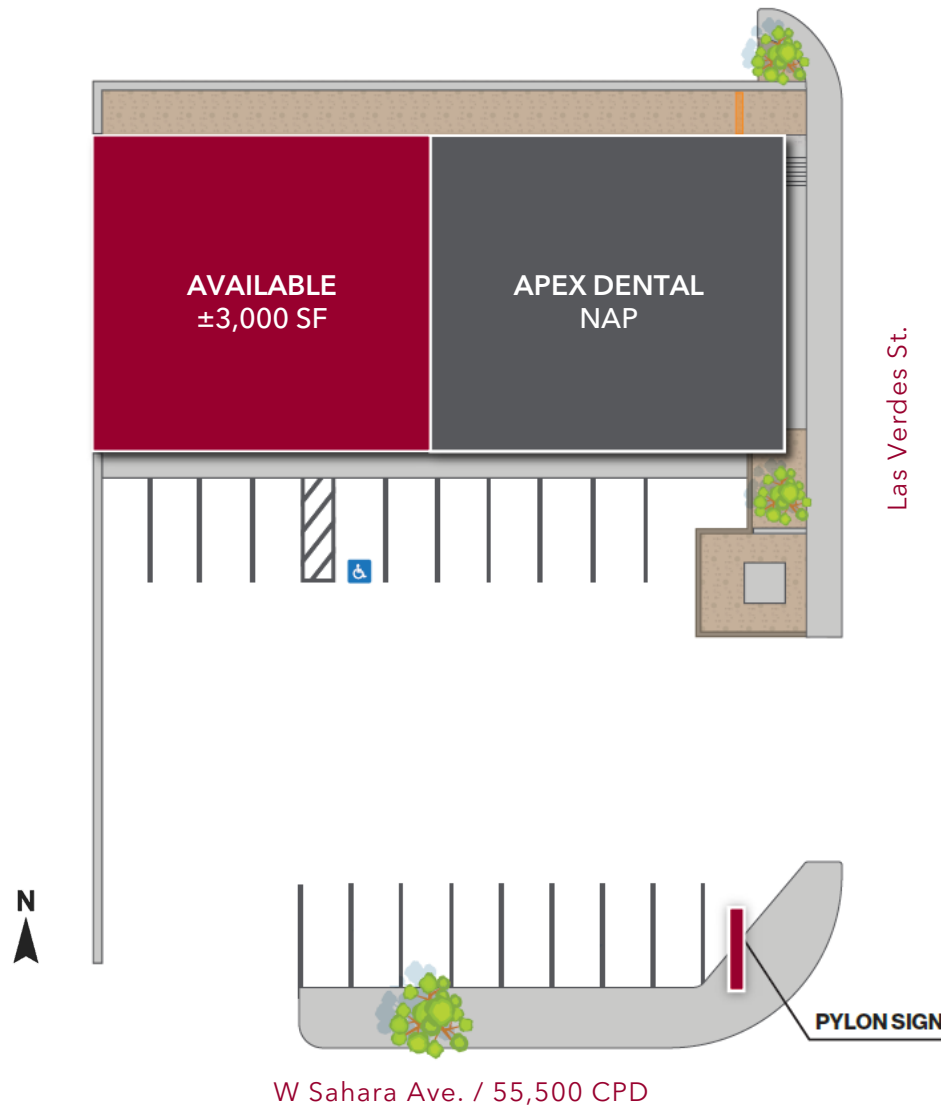 AVAILABLE
±3,000 SF
APEX DENTAL
NAP
Las Verdes St.
N
PYLON SIGN
W Sahara Ave. / 55,500 CPD